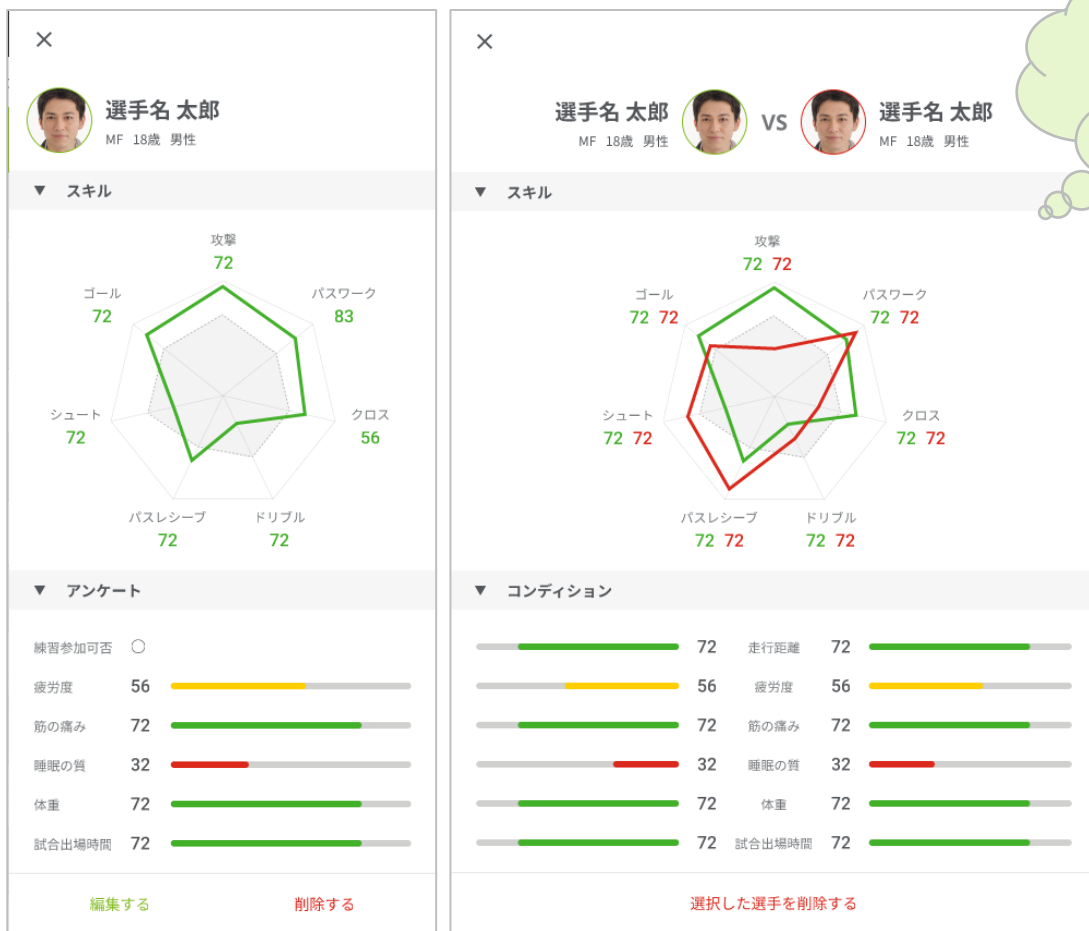 選手名 太郎
MF 18歳 男性
▼ スキル
攻撃
72
ゴール
72
パスワーク
83
シュート
72
クロス
56
パスレシーブ
72
ドリブル
72
▼ アンケート
練習参加可否 〇
疲労度 56
筋の痛み 72
睡眠の質 32
体重 72
試合出場時間 72
編集する 削除する
選手名 太郎 VS 選手名 太郎
MF 18歳 男性 MF 18歳 男性
▼ スキル
攻撃
72 72
ゴール
72 72
パスワーク
72 72
シュート
72 72
クロス
72 72
パスレシーブ
72 72
ドリブル
72 72
▼ コンディション
72 走行距離 72
56 疲労度 56
72 筋の痛み 72
32 睡眠の質 32
72 体重 72
72 試合出場時間 72
選択した選手を削除する